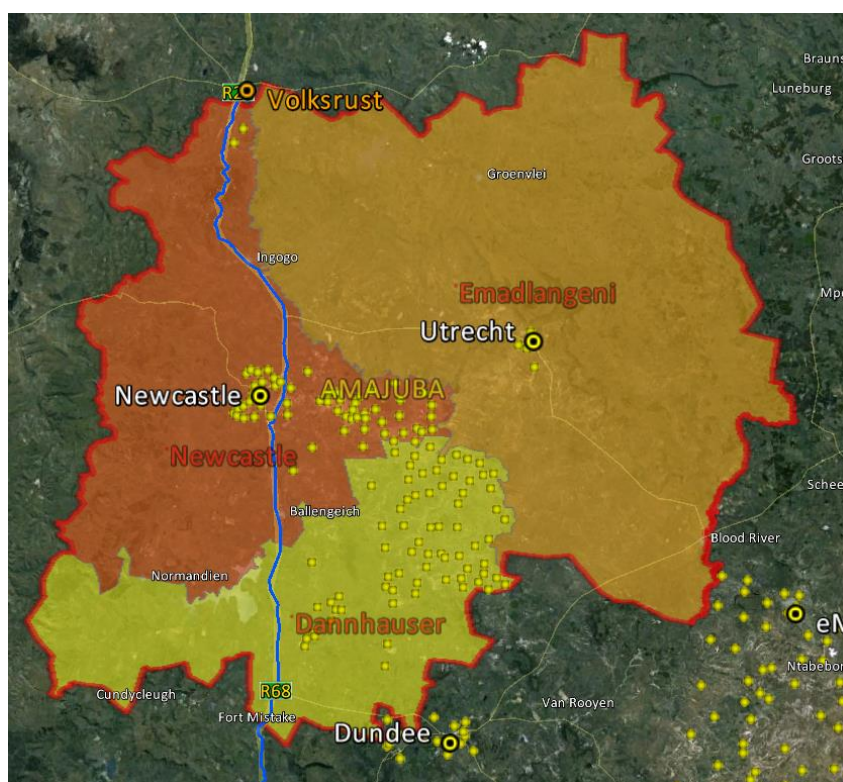 Brauns
Luneburg
R2
Volksrust
Groots
Groenvlei
Ingogo
Emadlangeni
Mp
Utrecht
AMAJUBA
Newcastle
Newcastle
Schee
Ballengeich
Blood River
Normandien
eM
Dannhauser
Ntabebor
R68
Cundycleugh
Van Rooyen
Fort Mistake
Dundee